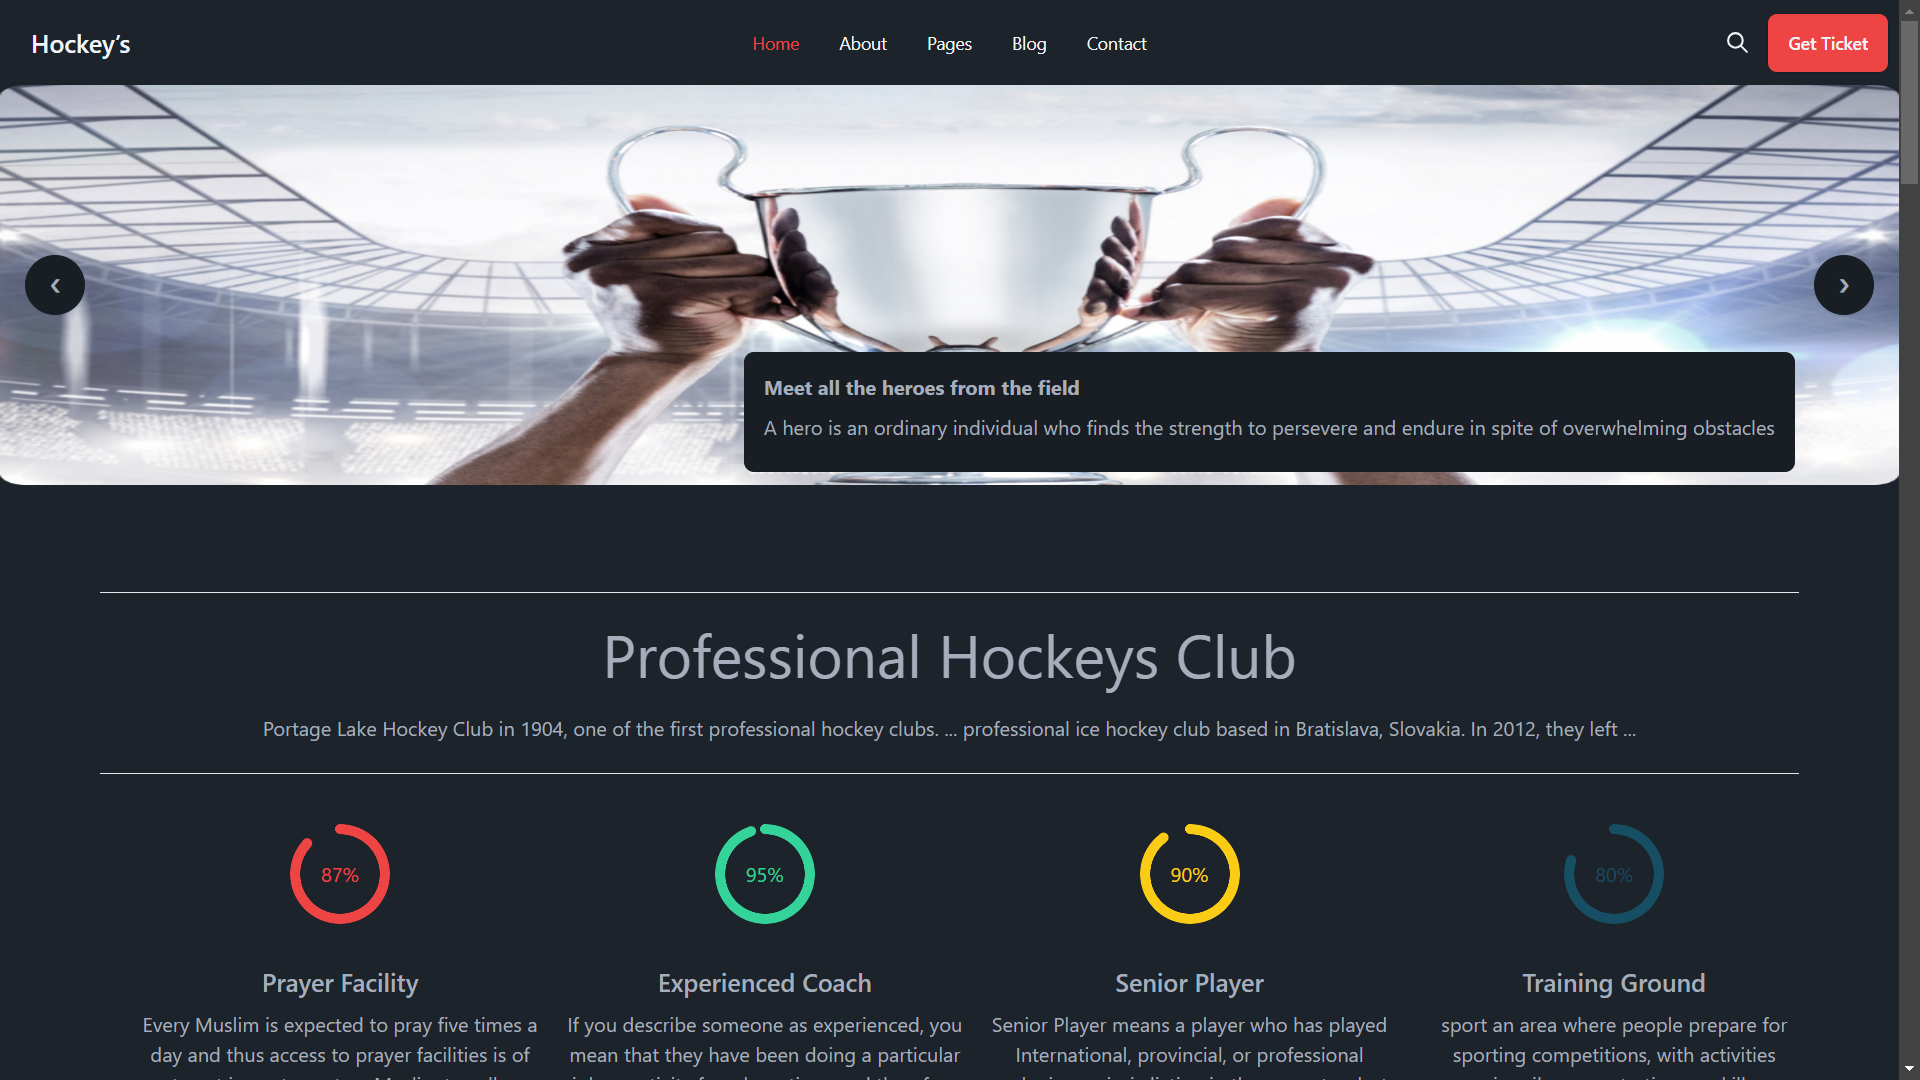 Hockey’s
Home
About
Pages
Blog
Contact
Get Ticket
‹
›
Meet all the heroes from the field
A hero is an ordinary individual who finds the strength to persevere and endure in spite of overwhelming obstacles
Professional Hockeys Club
Portage Lake Hockey Club in 1904, one of the first professional hockey clubs. ... professional ice hockey club based in Bratislava, Slovakia. In 2012, they left ...
87%
95%
90%
80%
Prayer Facility
Every Muslim is expected to pray five times a
day and thus access to prayer facilities is of
Experienced Coach
If you describe someone as experienced, you
mean that they have been doing a particular
Senior Player
Senior Player means a player who has played
International, provincial, or professional
Training Ground
sport an area where people prepare for
sporting competitions, with activities